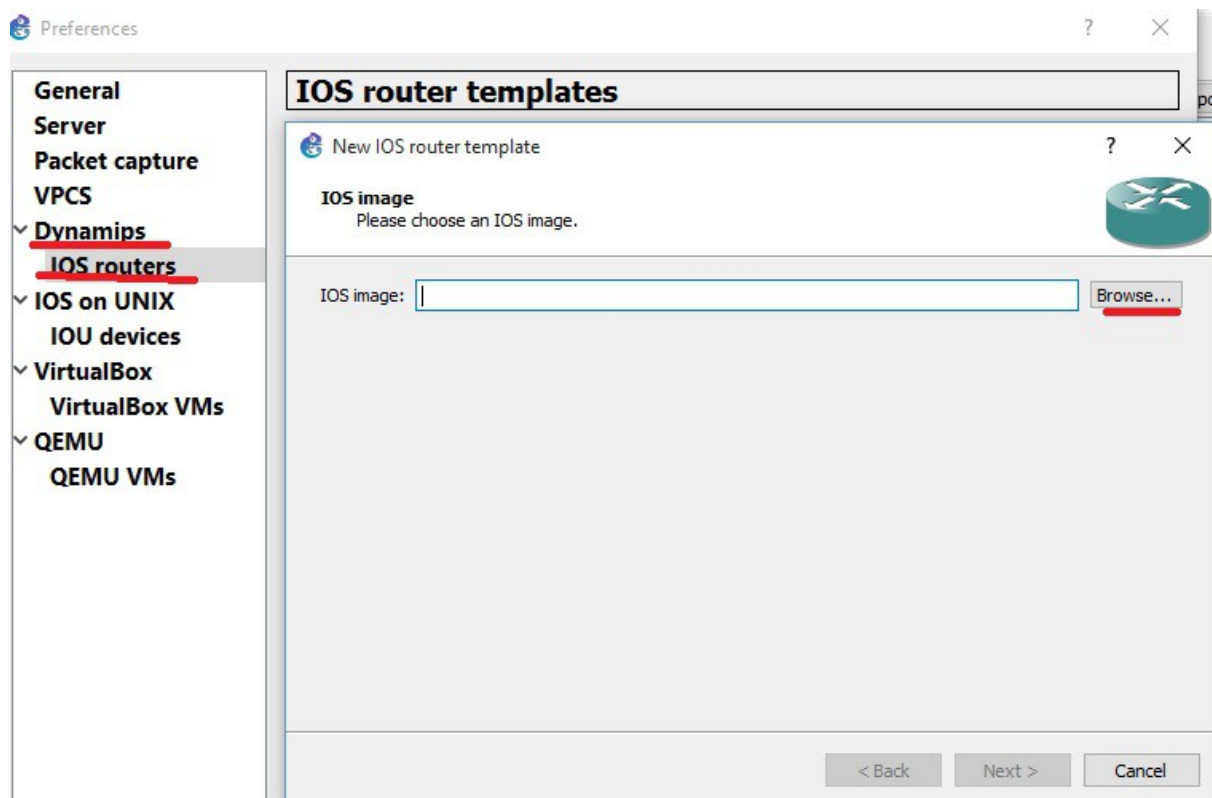 Preferences
General
Server
Packet capture
VPCS
Dynamips
IOS routers
IOS on UNIX
IOU devices
VirtualBox
VirtualBox VMs
QEMU
QEMU VMs
IOS router templates
New IOS router template
IOS image
Please choose an IOS image.
IOS image:
Browse...
< Back
Next >
Cancel